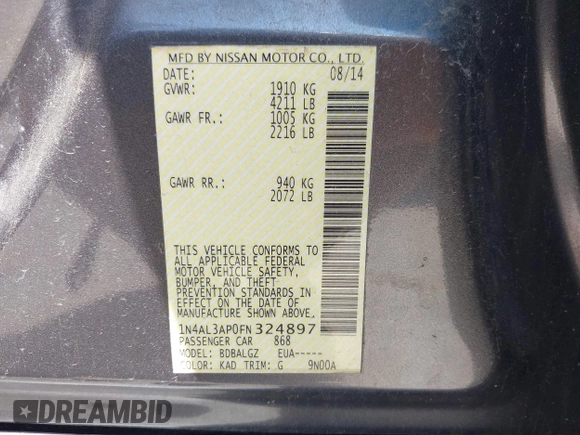 MFD BY NISSAN MOTOR CO., LTD.
DATE: 08/14
GVWR: 1910 KG
4211 LB
GAWR FR.: 1005 KG
2216 LB
GAWR RR.: 940 KG
2072 LB
THIS VEHICLE CONFORMS TO
ALL APPLICABLE FEDERAL
MOTOR VEHICLE SAFETY,
BUMPER, AND THEFT
PREVENTION STANDARDS
IN EFFECT ON THE DATE OF
MANUFACTURE SHOWN ABOVE.
1N4AL3AP0FN324897
PASSENGER CAR 868
MODEL: BDBALGZ EUA-----
COLOR: KAD TRIM: G 9N00A
DREAMBID